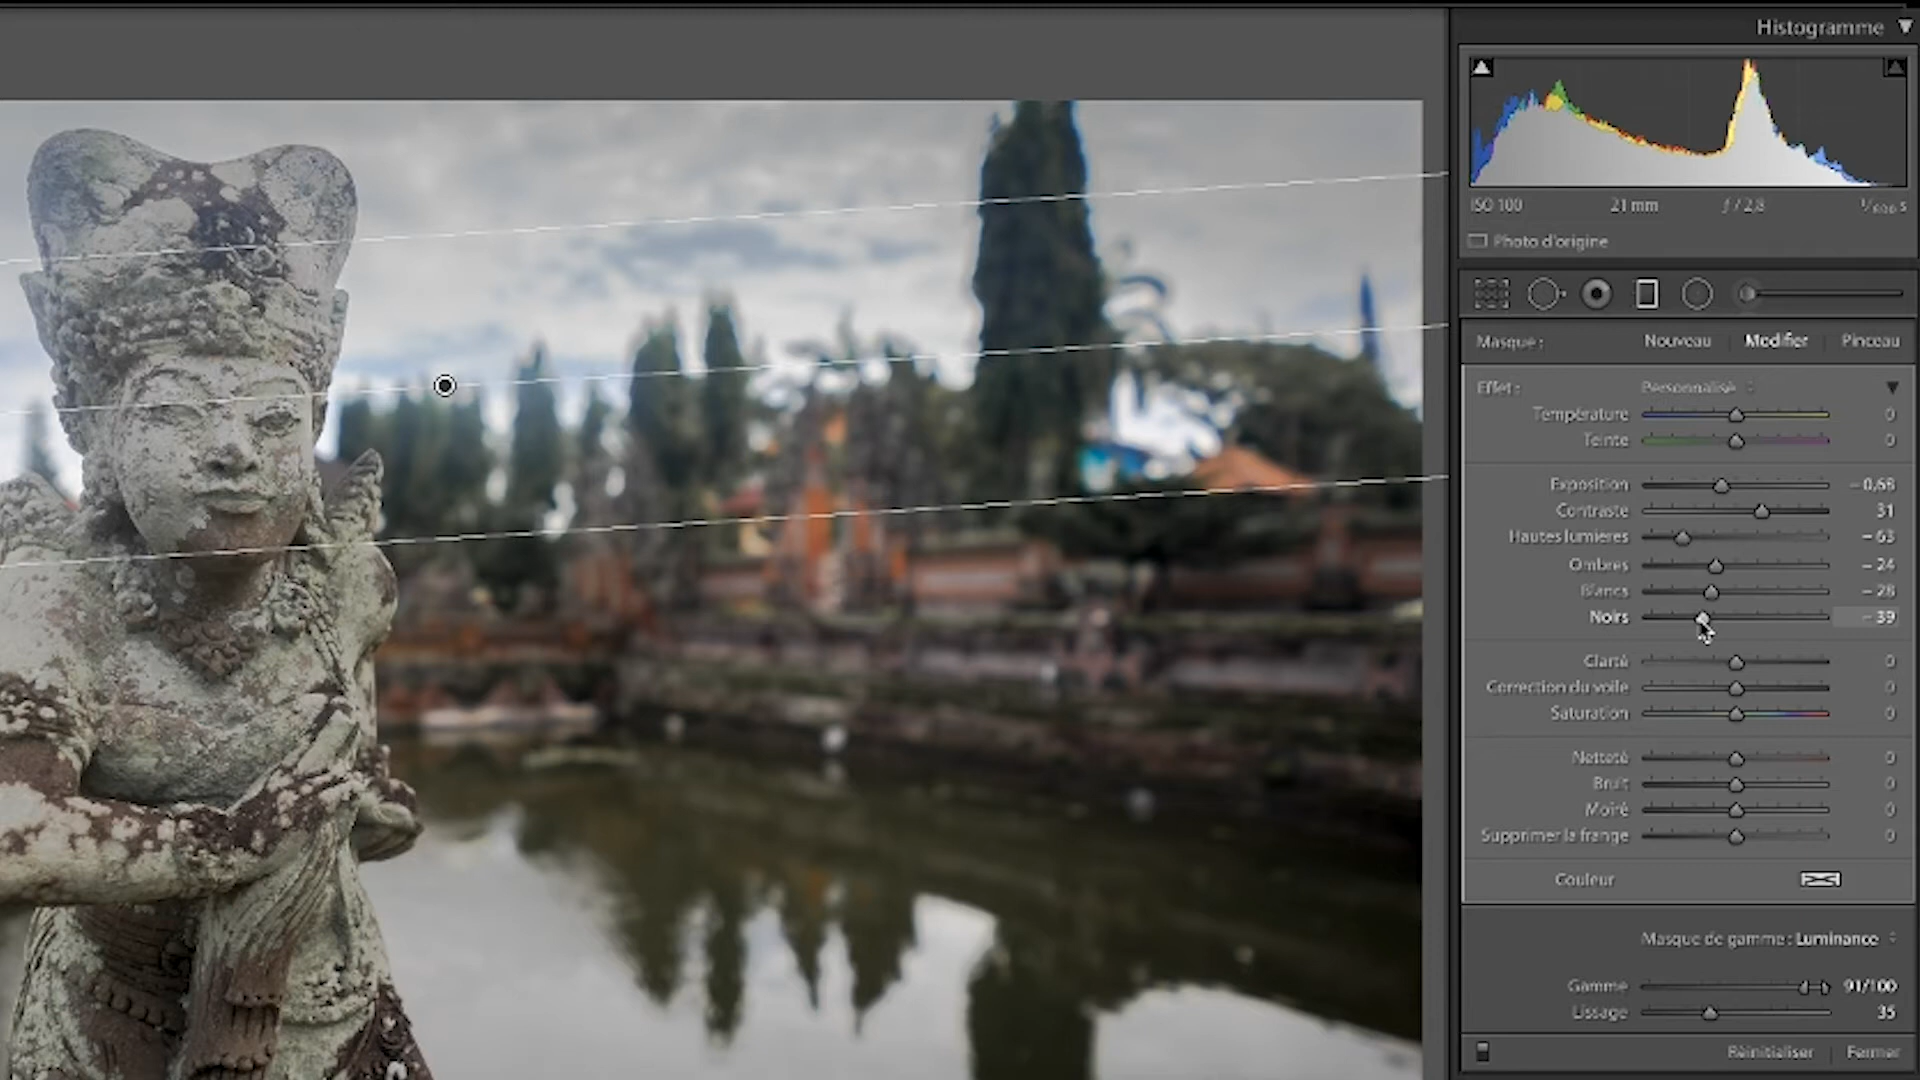 Histogramme
ISO 100 21 mm ƒ / 2,8
Photo d'origine
Masque : Nouveau Modifier Pinceau
Effet : Personnalisé
Température 0
Teinte 0
Exposition – 0,68
Contraste 31
Hautes lumières – 63
Ombres – 24
Blancs – 28
Noirs – 39
Clarté 0
Correction du voile 0
Saturation 0
Netteté 0
Bruit 0
Moiré 0
Supprimer la frange 0
Couleur
Masque de gamme : Luminance
Gamme 91/100
Lissage 35
Réinitialiser Fermer